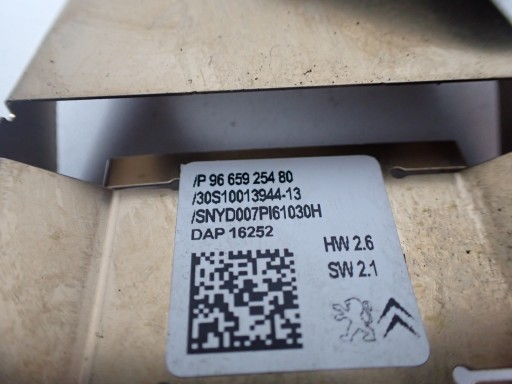 /P 96 659 254 80
/30S10013944-13
/SNYD007PI61030H
DAP 16252
HW 2.6
SW 2.1